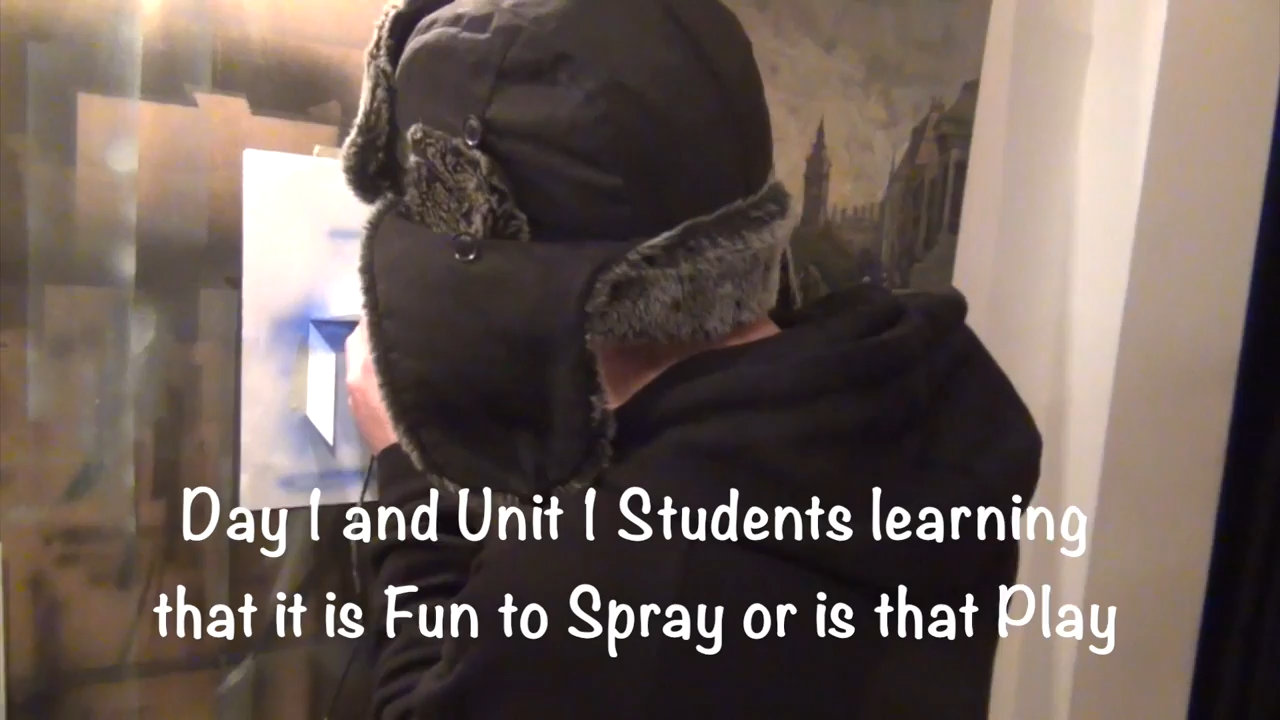 Day 1 and Unit 1 Students learning
that it is Fun to Spray or is that Play